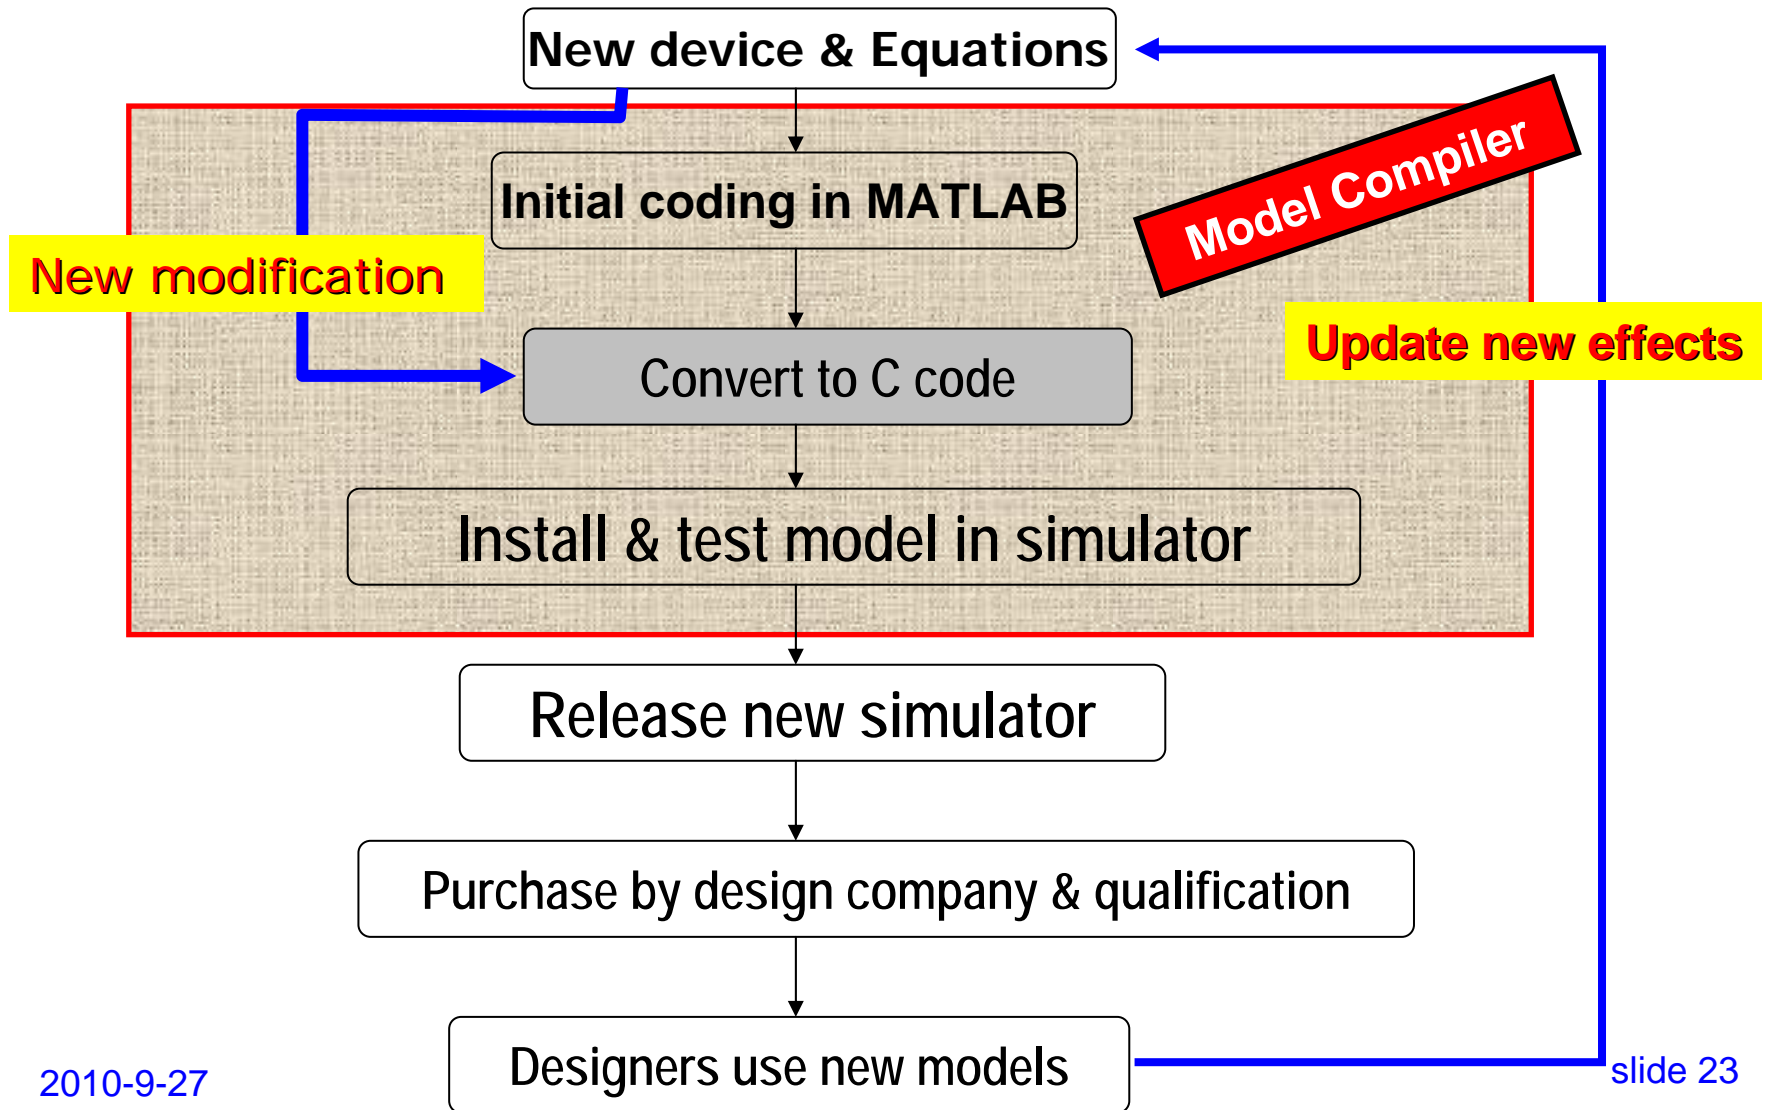 New device & Equations
Model Compiler
Initial coding in MATLAB
New modification
Update new effects
Convert to C code
Install & test model in simulator
Release new simulator
Purchase by design company & qualification
Designers use new models
2010-9-27
slide 23